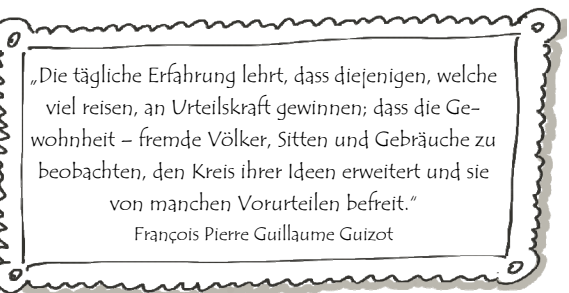 „Die tägliche Erfahrung lehrt, dass diejenigen, welche
viel reisen, an Urteilskraft gewinnen; dass die Ge-
wohnheit – fremde Völker, Sitten und Gebräuche zu
beobachten, den Kreis ihrer Ideen erweitert und sie
von manchen Vorurteilen befreit.“
François Pierre Guillaume Guizot